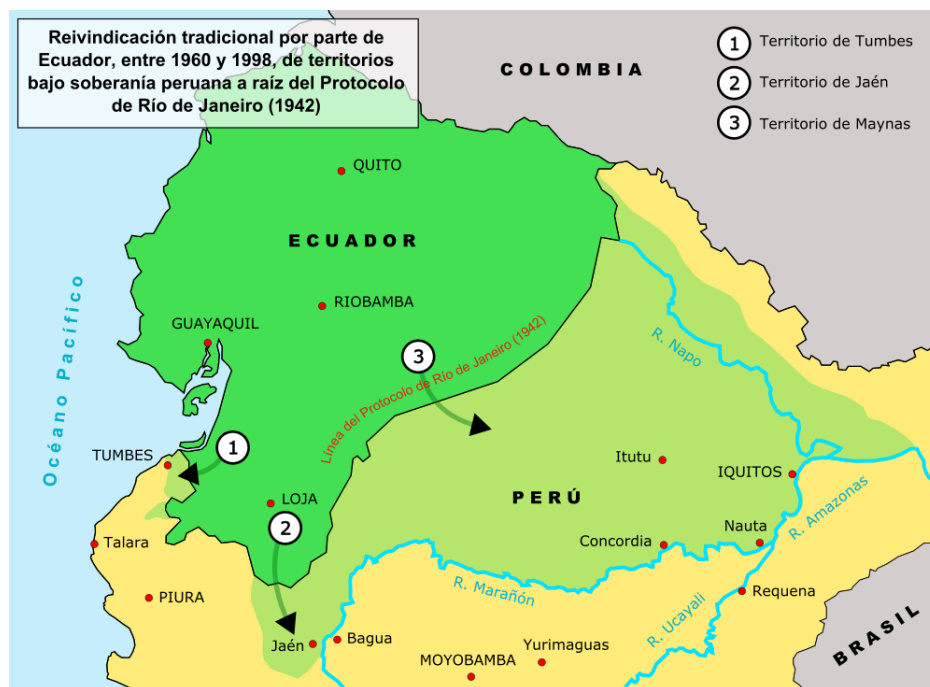 Reivindicación tradicional por parte de
Ecuador, entre 1960 y 1998, de territorios
bajo soberanía peruana a raíz del Protocolo
de Río de Janeiro (1942)
1 Territorio de Tumbes
2 Territorio de Jaén
3 Territorio de Maynas
COLOMBIA
QUITO
ECUADOR
Océano Pacífico
RIOBAMBA
GUAYAQUIL
R. Napo
3
Línea del Protocolo de Río de Janeiro (1942)
1
TUMBES
Itutu
IQUITOS
PERÚ
LOJA
2
R. Amazonas
Talara
Concordia
Nauta
R. Marañón
PIURA
Requena
R. Ucayali
Jaén
Bagua
Yurimaguas
MOYOBAMBA
BRASIL